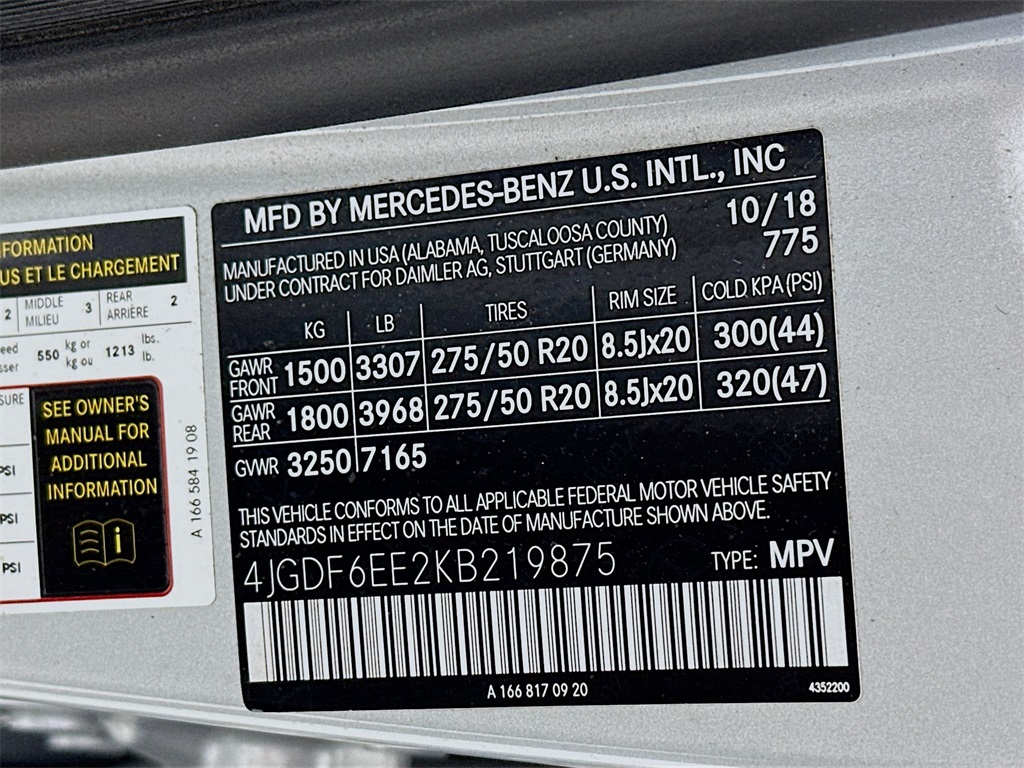 INFORMATION
US ET LE CHARGEMENT
2 MIDDLE MILIEU 3 REAR ARRIÈRE 2
550 kg or kg ou 1213 lbs. lb.
SEE OWNER'S
MANUAL FOR
ADDITIONAL
INFORMATION
PSI
PSI
PSI
A 166 584 19 08
MFD BY MERCEDES-BENZ U.S. INTL., INC
MANUFACTURED IN USA (ALABAMA, TUSCALOOSA COUNTY) 10/18
UNDER CONTRACT FOR DAIMLER AG, STUTTGART (GERMANY) 775
KG LB TIRES RIM SIZE COLD. KPA (PSI)
GAWR FRONT 1500 3307 275/50 R20 8.5Jx20 300(44)
GAWR REAR 1800 3968 275/50 R20 8.5Jx20 320(47)
GVWR 3250 7165
THIS VEHICLE CONFORMS TO ALL APPLICABLE FEDERAL MOTOR VEHICLE SAFETY
STANDARDS IN EFFECT ON THE DATE OF MANUFACTURE SHOWN ABOVE.
4JGDF6EE2KB219875 TYPE: MPV
A 166 817 09 20 4352200